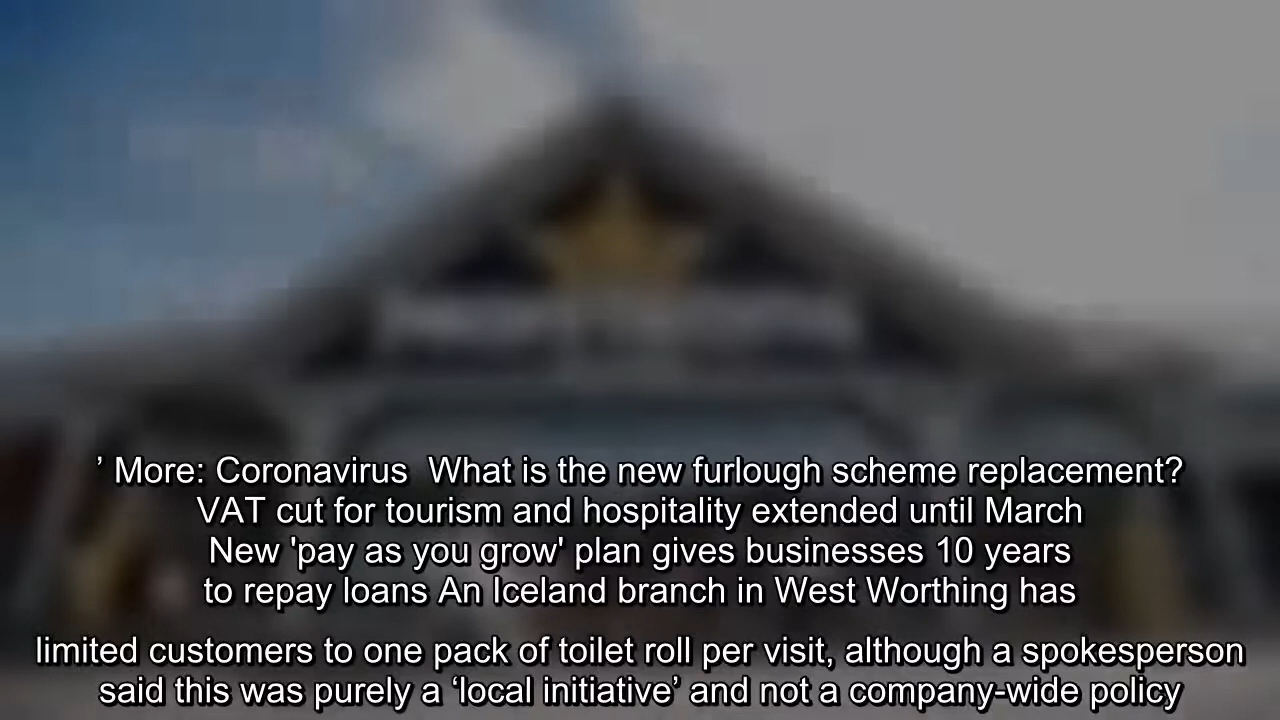 ’ More: Coronavirus  What is the new furlough scheme replacement?
VAT cut for tourism and hospitality extended until March
New 'pay as you grow' plan gives businesses 10 years
to repay loans An Iceland branch in West Worthing has
limited customers to one pack of toilet roll per visit, although a spokesperson
said this was purely a ‘local initiative’ and not a company-wide policy